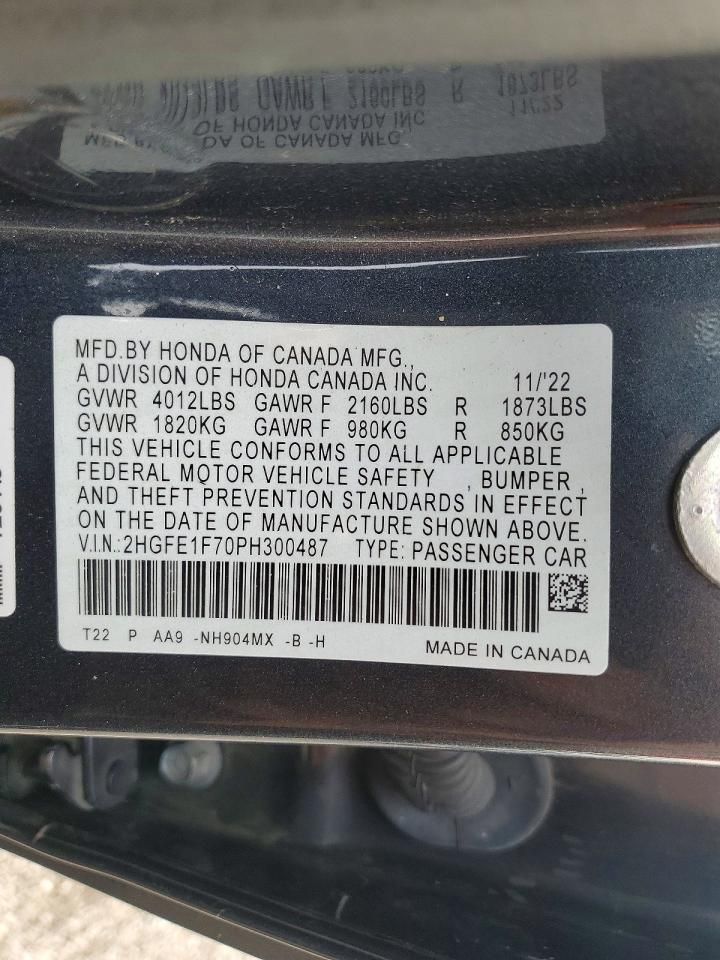 MFD.BY HONDA OF CANADA MFG.,
A DIVISION OF HONDA CANADA INC. 11/'22
GVWR 4012LBS GAWR F 2160LBS R 1873LBS
GVWR 1820KG GAWR F 980KG R 850KG
THIS VEHICLE CONFORMS TO ALL APPLICABLE
FEDERAL MOTOR VEHICLE SAFETY , BUMPER ,
AND THEFT PREVENTION STANDARDS IN EFFECT
ON THE DATE OF MANUFACTURE SHOWN ABOVE.
V.I.N.:2HGFE1F70PH300487 TYPE: PASSENGER CAR
T22 P AA9 -NH904MX -B -H
MADE IN CANADA